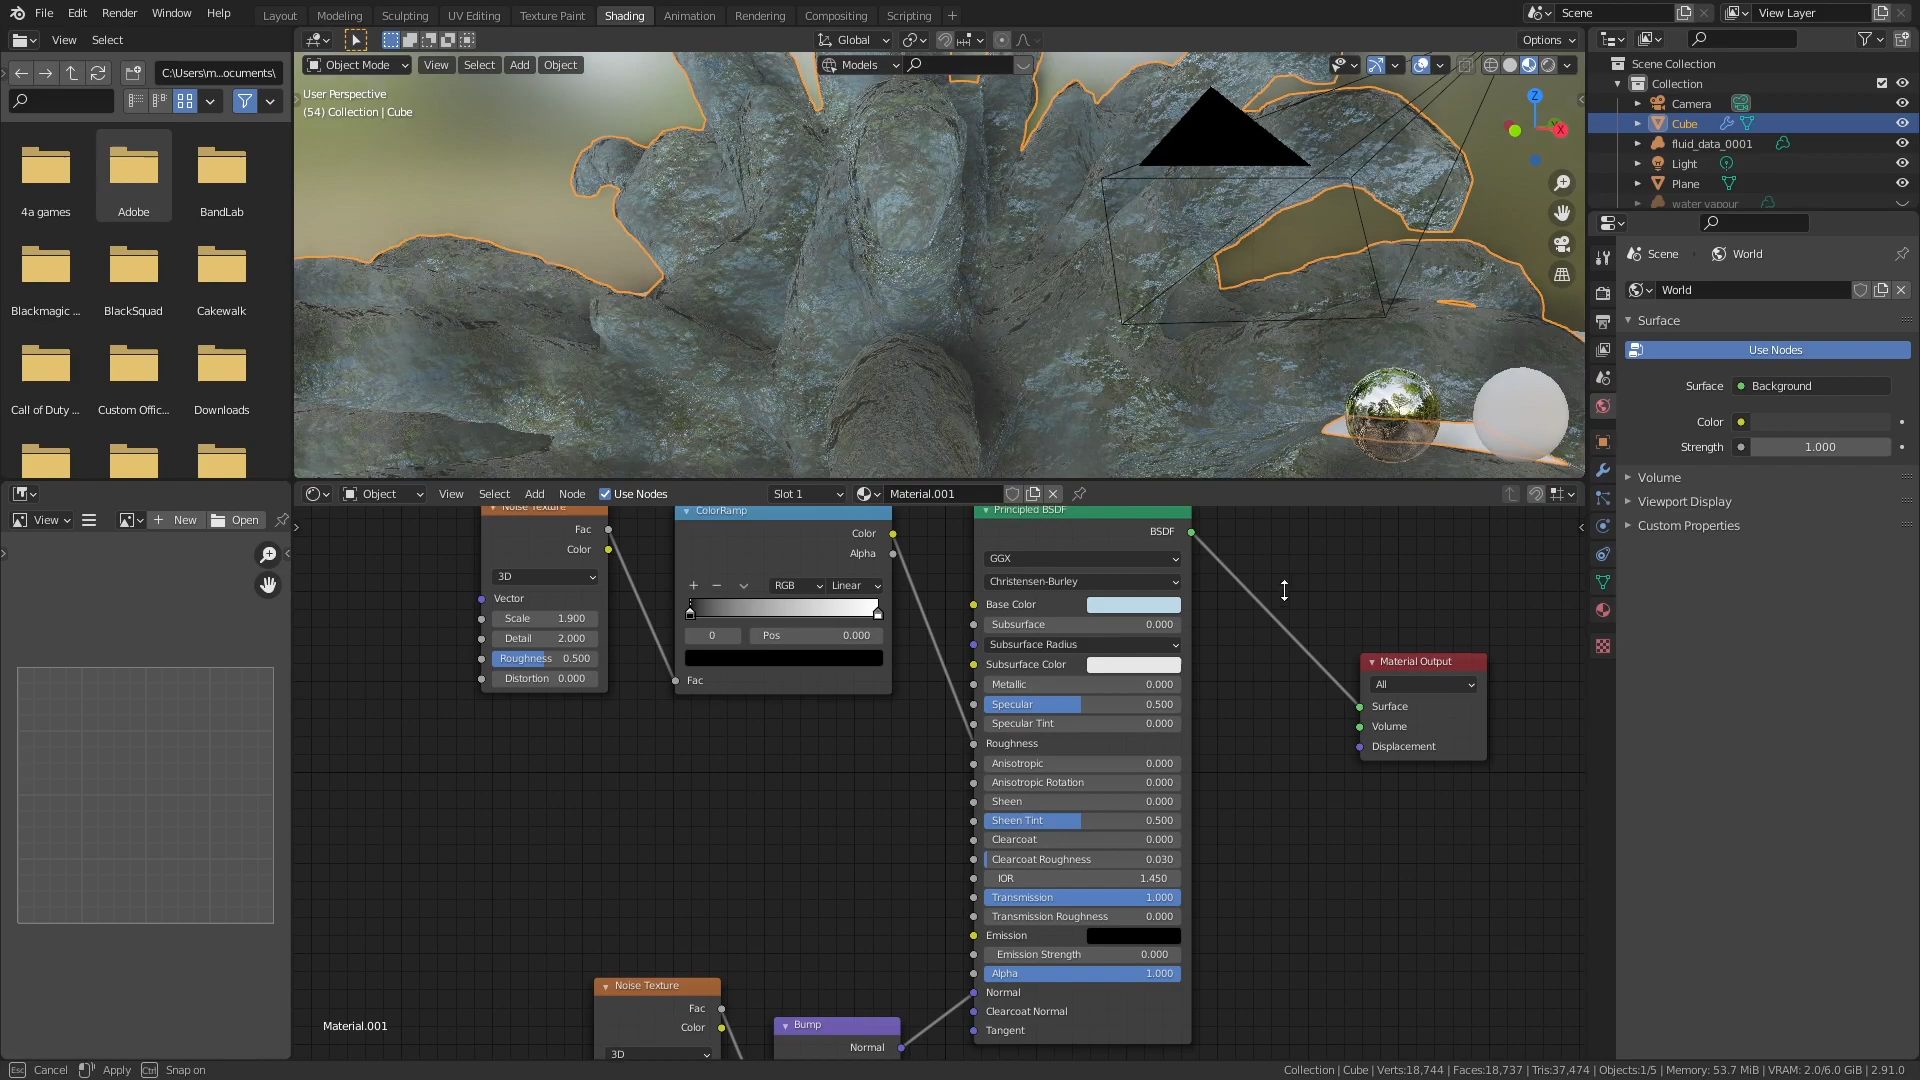 File Edit Render Window Help
Layout Modeling Sculpting UV Editing Texture Paint Shading Animation Rendering Compositing Scripting +
Scene
View Layer
View Select
Global
Options
C:\Users\m...ocuments\
4a games
Adobe
BandLab
Blackmagic ...
BlackSquad
Cakewalk
Call of Duty ...
Custom Offic...
Downloads
Object Mode View Select Add Object
Models
User Perspective
(54) Collection | Cube
Z
X
Scene Collection
Collection
Camera
Cube
fluid_data_0001
Light
Plane
water vapour
Scene World
World
Surface
Use Nodes
Surface Background
Color
Strength 1.000
Volume
Viewport Display
Custom Properties
View
New
Open
Object View Select Add Node Use Nodes
Slot 1
Material.001
Noise Texture
Fac
Color
3D
Vector
Scale 1.900
Detail 2.000
Roughness 0.500
Distortion 0.000
ColorRamp
Color
Alpha
+ − RGB Linear
0 Pos 0.000
Fac
Principled BSDF
BSDF
GGX
Christensen-Burley
Base Color
Subsurface 0.000
Subsurface Radius
Subsurface Color
Metallic 0.000
Specular 0.500
Specular Tint 0.000
Roughness
Anisotropic 0.000
Anisotropic Rotation 0.000
Sheen 0.000
Sheen Tint 0.500
Clearcoat 0.000
Clearcoat Roughness 0.030
IOR 1.450
Transmission 1.000
Transmission Roughness 0.000
Emission
Emission Strength 0.000
Alpha 1.000
Normal
Clearcoat Normal
Tangent
Material Output
All
Surface
Volume
Displacement
Noise Texture
Fac
Color
3D
Bump
Normal
Material.001
Esc Cancel Apply Ctrl Snap on
Collection | Cube | Verts:18,744 | Faces:18,737 | Tris:37,474 | Objects:1/5 | Memory: 53.7 MiB | VRAM: 2.0/6.0 GiB | 2.91.0